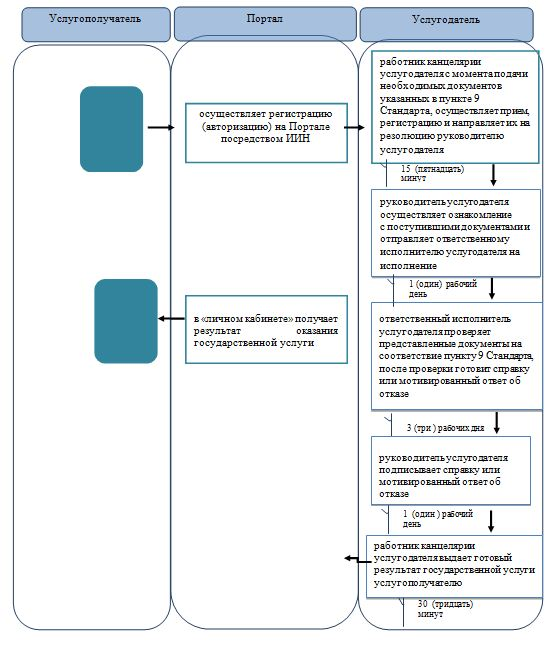 Услугополучатель
Портал
Услугодатель
осуществляет регистрацию
(авторизацию) на Портале
посредством ИИН
работник канцелярии
услугодателя с момента подачи
необходимых документов
указанных в пункте 9
Стандарта, осуществляет прием,
регистрацию и направляет их на
резолюцию руководителю
услугодателя
15 (пятнадцать)
минут
руководитель услугодателя
осуществляет ознакомление
с поступившими документами и
отправляет ответственному
исполнителю услугодателя на
исполнение
1 (один) рабочий
день
в «личном кабинете» получает
результат оказания
государственной услуги
ответственный исполнитель
услугодателя проверяет
представленные документы на
соответствие пункту 9 Стандарта,
после проверки готовит справку
или мотивированный ответ об
отказе
3 (три ) рабочих дня
руководитель услугодателя
подписывает справку или
мотивированный ответ об
отказе
1 (один ) рабочий
день
работник канцелярии
услугодателя выдает готовый
результат государственной услуги
услугополучателю
30 (тридцать)
минут